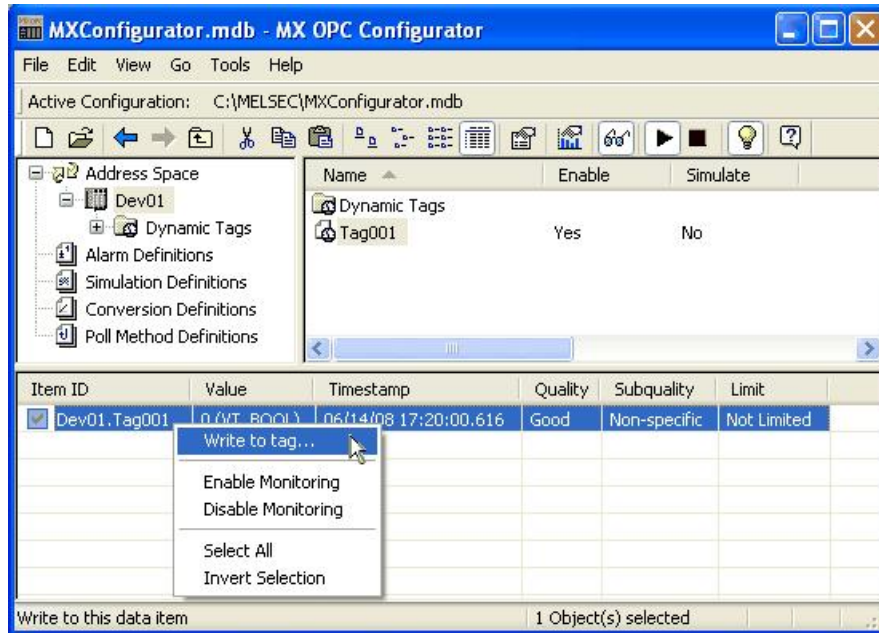 MXConfigurator.mdb - MX OPC Configurator
File Edit View Go Tools Help
Active Configuration: C:\MELSEC\MXConfigurator.mdb
Address Space
Dev01
Dynamic Tags
Alarm Definitions
Simulation Definitions
Conversion Definitions
Poll Method Definitions
Name Enable Simulate
Dynamic Tags
Tag001 Yes No
Item ID Value Timestamp Quality Subquality Limit
Dev01.Tag001 0 (VT_BOOL) 06/14/08 17:20:00.616 Good Non-specific Not Limited
Write to tag...
Enable Monitoring
Disable Monitoring
Select All
Invert Selection
Write to this data item 1 Object(s) selected